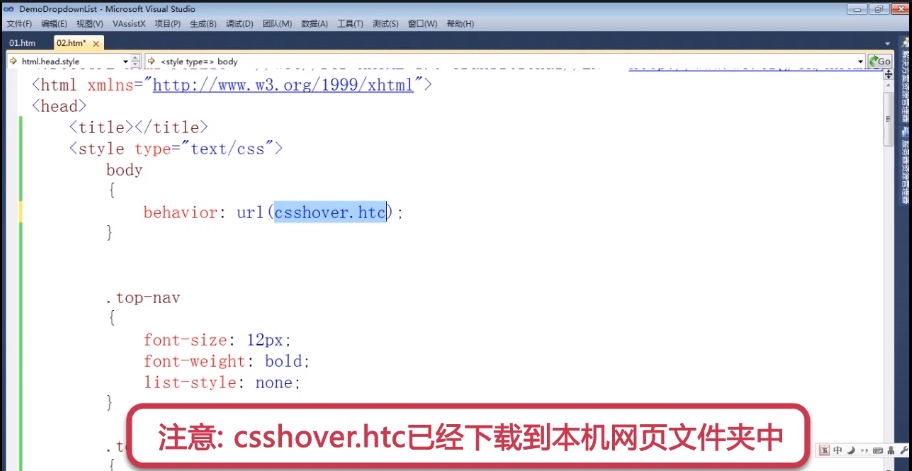 DemoDropdownList - Microsoft Visual Studio
文件(F) 编辑(E) 视图(V) VAssistX 项目(P) 生成(B) 调试(D) 团队(M) 数据(A) 工具(T) 测试(S) 窗口(W) 帮助(H)
01.htm 02.htm*
html.head.style <style type=> body Go
<html xmlns="http://www.w3.org/1999/xhtml">
<head>
<title></title>
<style type="text/css">
body
{
behavior: url(csshover.htc);
}
.top-nav
{
font-size: 12px;
font-weight: bold;
list-style: none;
}
注意: csshover.htc已经下载到本机网页文件夹中
.t
{
中